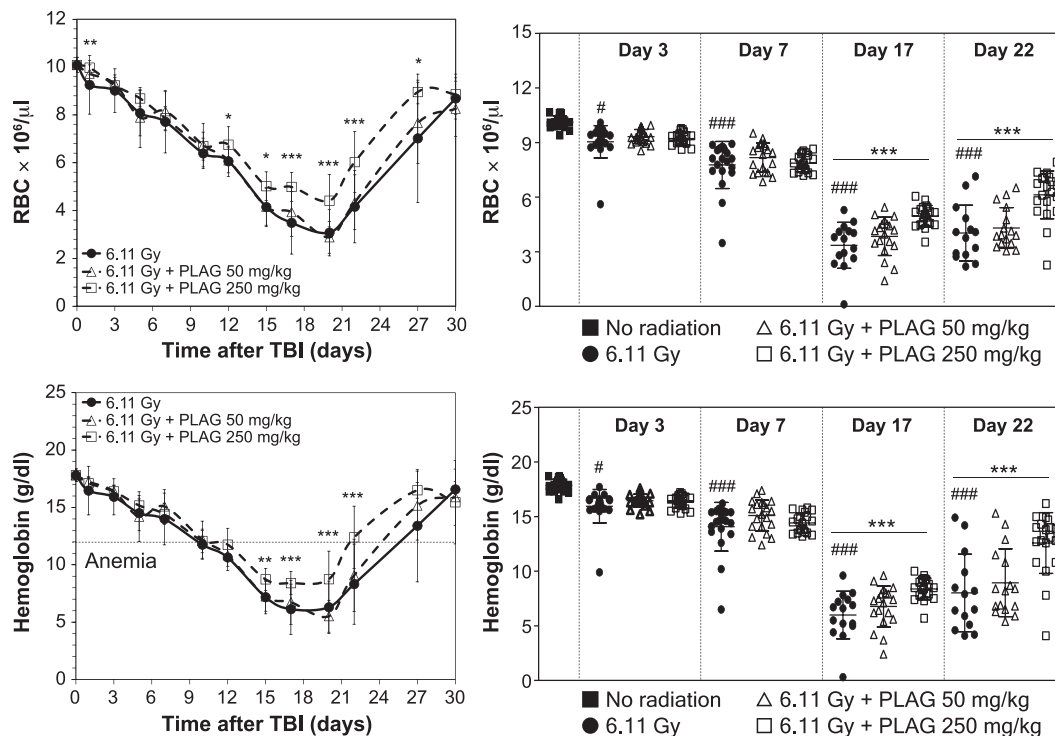 12
10
8
6
4
2
0
RBC × 10⁶/μl
**
*
*
***
***
***
*
6.11 Gy
6.11 Gy + PLAG 50 mg/kg
6.11 Gy + PLAG 250 mg/kg
0 3 6 9 12 15 18 21 24 27 30
Time after TBI (days)
15
12
9
6
3
0
RBC × 10⁶/μl
Day 3 Day 7 Day 17 Day 22
# ### ### *** ### ***
No radiation 6.11 Gy + PLAG 50 mg/kg
6.11 Gy 6.11 Gy + PLAG 250 mg/kg
25
20
15
10
5
0
Hemoglobin (g/dl)
6.11 Gy
6.11 Gy + PLAG 50 mg/kg
6.11 Gy + PLAG 250 mg/kg
Anemia
**
***
***
***
0 3 6 9 12 15 18 21 24 27 30
Time after TBI (days)
25
20
15
10
5
0
Hemoglobin (g/dl)
Day 3 Day 7 Day 17 Day 22
# ### ### *** ### ***
No radiation 6.11 Gy + PLAG 50 mg/kg
6.11 Gy 6.11 Gy + PLAG 250 mg/kg